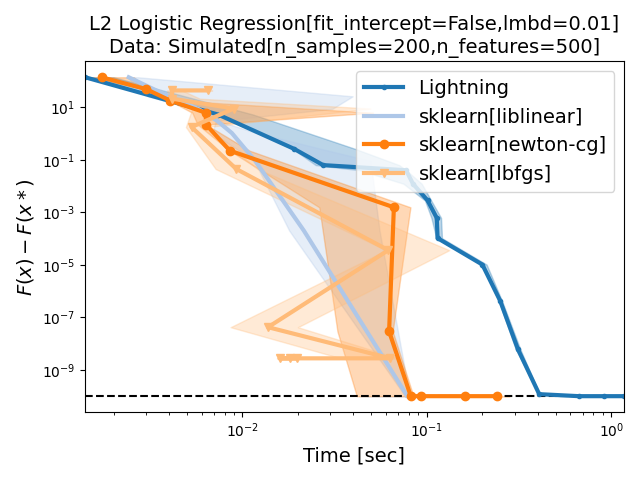 L2 Logistic Regression[fit_intercept=False,lmbd=0.01]
Data: Simulated[n_samples=200,n_features=500]
Lightning
sklearn[liblinear]
sklearn[newton-cg]
sklearn[lbfgs]
F(x) − F(x*)
10¹
10⁻¹
10⁻³
10⁻⁵
10⁻⁷
10⁻⁹
10⁻²
10⁻¹
10⁰
Time [sec]